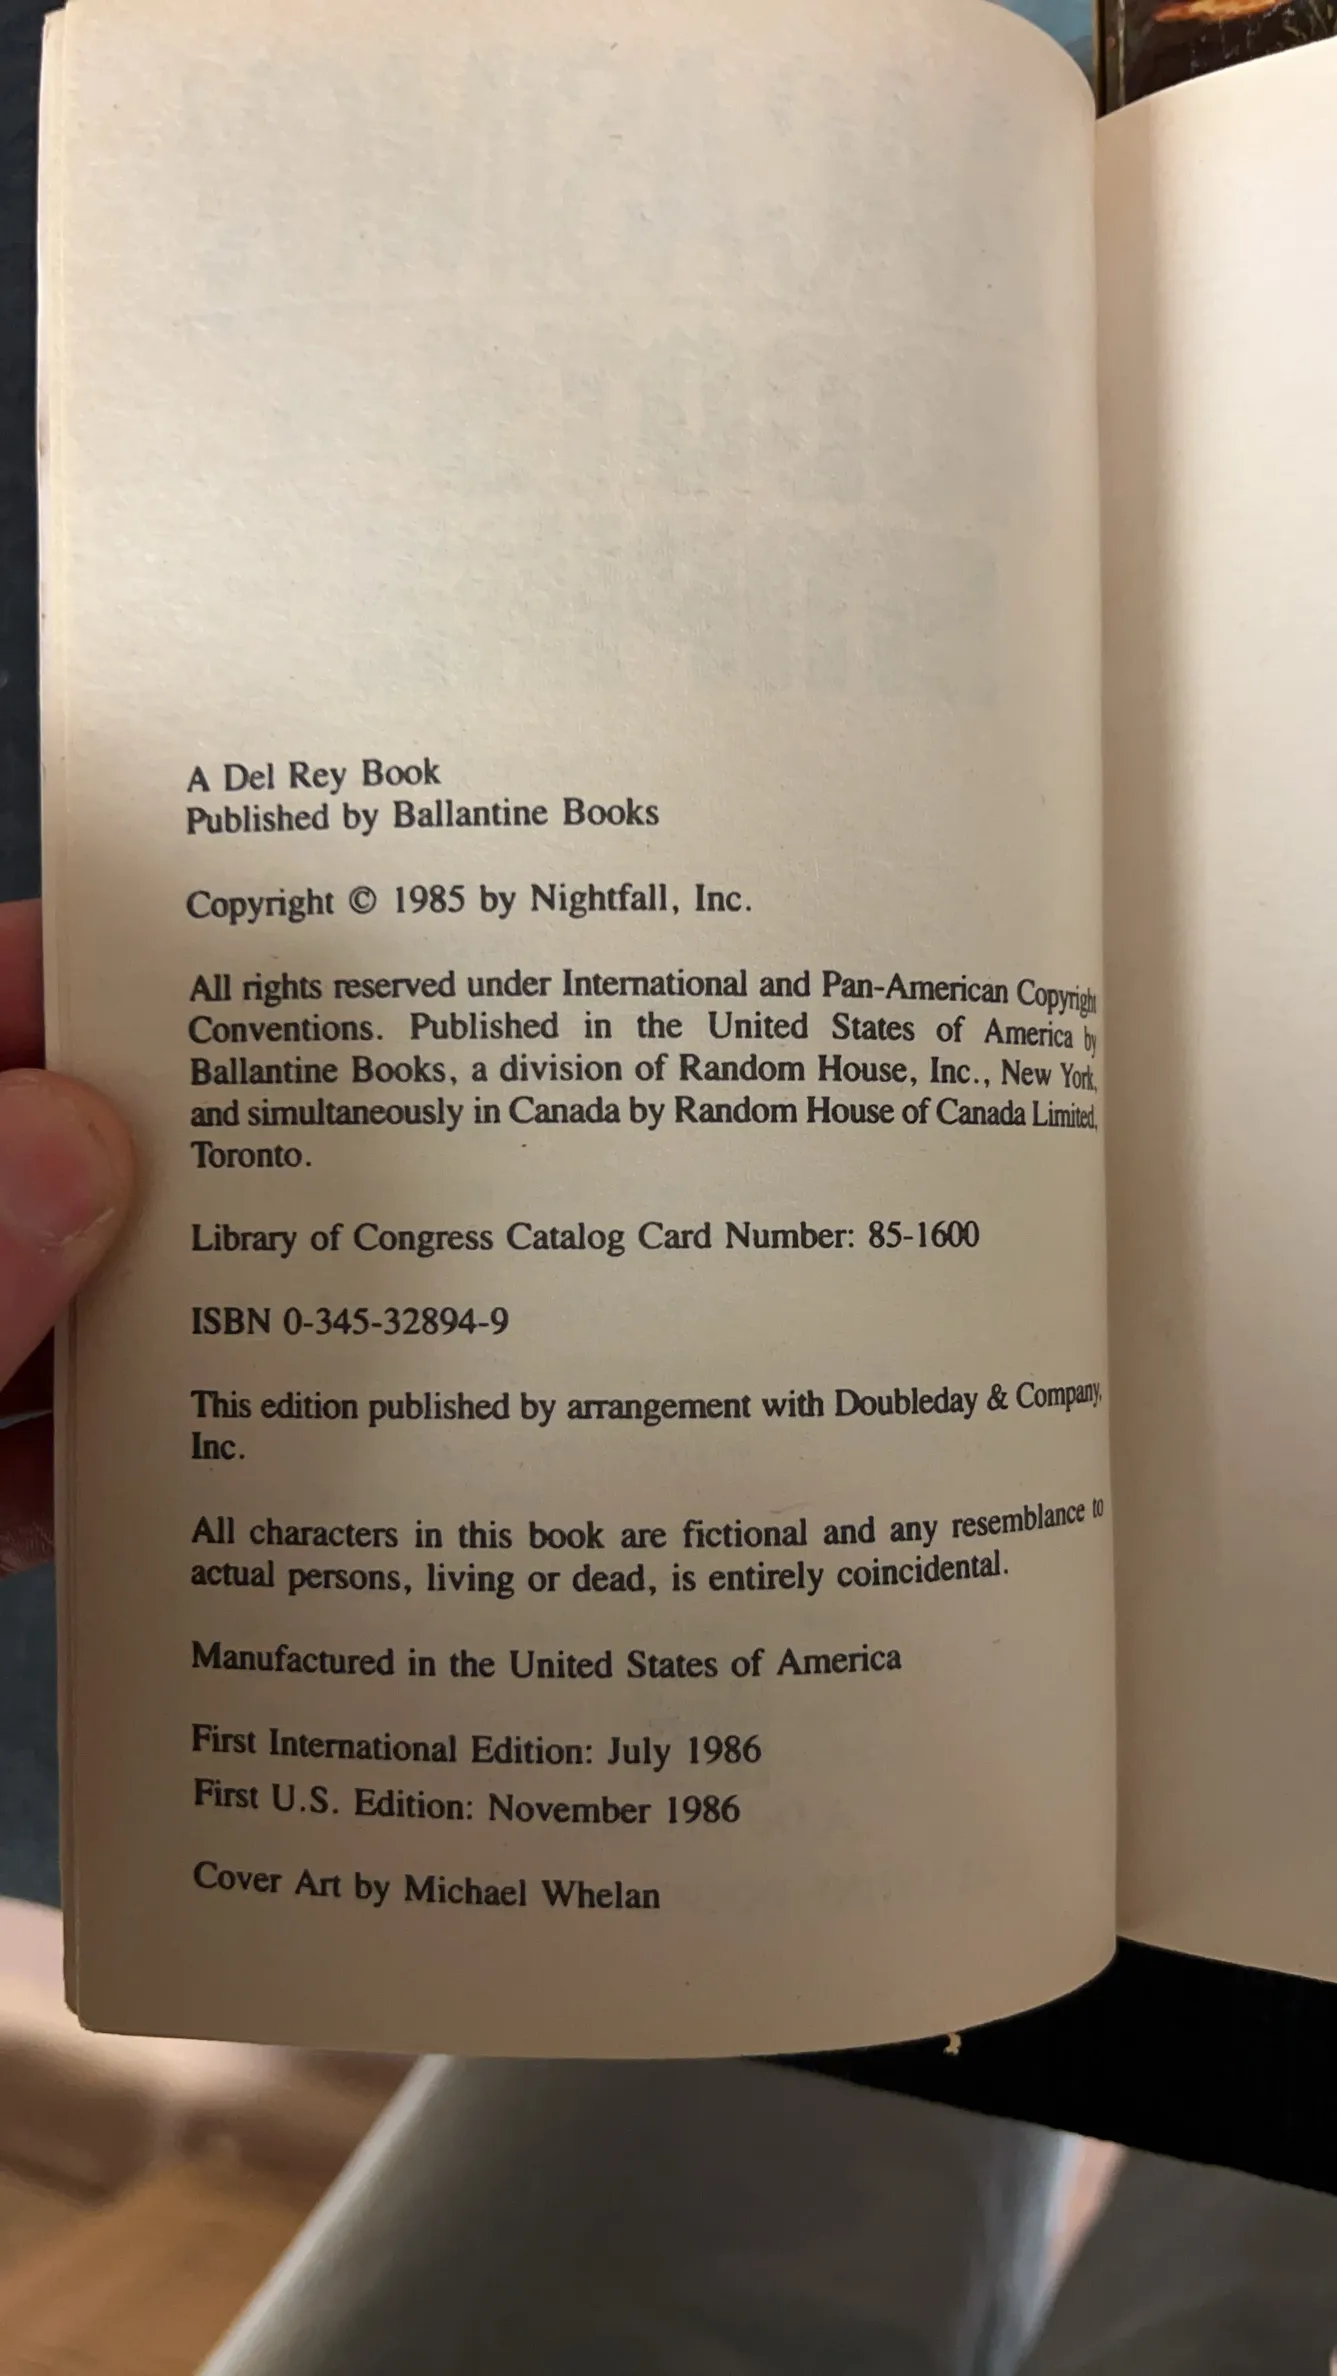 A Del Rey Book
Published by Ballantine Books
Copyright © 1985 by Nightfall, Inc.
All rights reserved under International and Pan-American Copyright
Conventions. Published in the United States of America by
Ballantine Books, a division of Random House, Inc., New York,
and simultaneously in Canada by Random House of Canada Limited,
Toronto.
Library of Congress Catalog Card Number: 85-1600
ISBN 0-345-32894-9
This edition published by arrangement with Doubleday & Company,
Inc.
All characters in this book are fictional and any resemblance to
actual persons, living or dead, is entirely coincidental.
Manufactured in the United States of America
First International Edition: July 1986
First U.S. Edition: November 1986
Cover Art by Michael Whelan